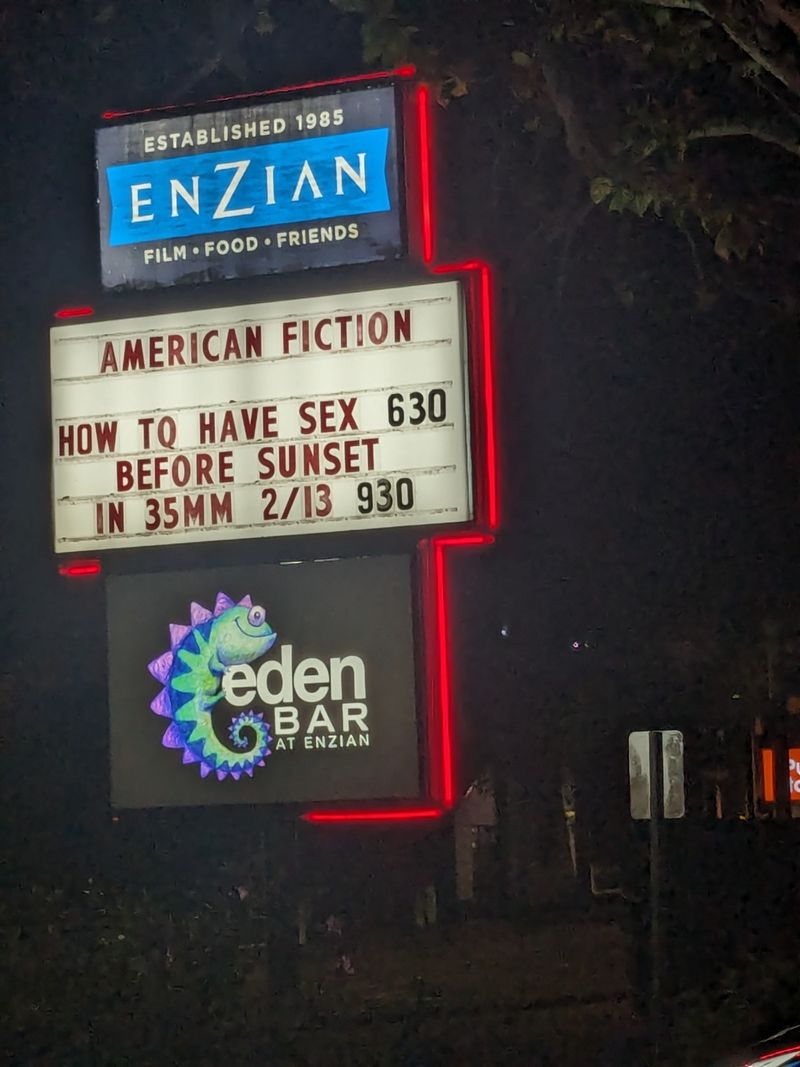 ESTABLISHED 1985
ENZIAN
FILM • FOOD • FRIENDS
AMERICAN FICTION
HOW TO HAVE SEX 630
BEFORE SUNSET
IN 35MM 2/13 930
eden
BAR
AT ENZIAN